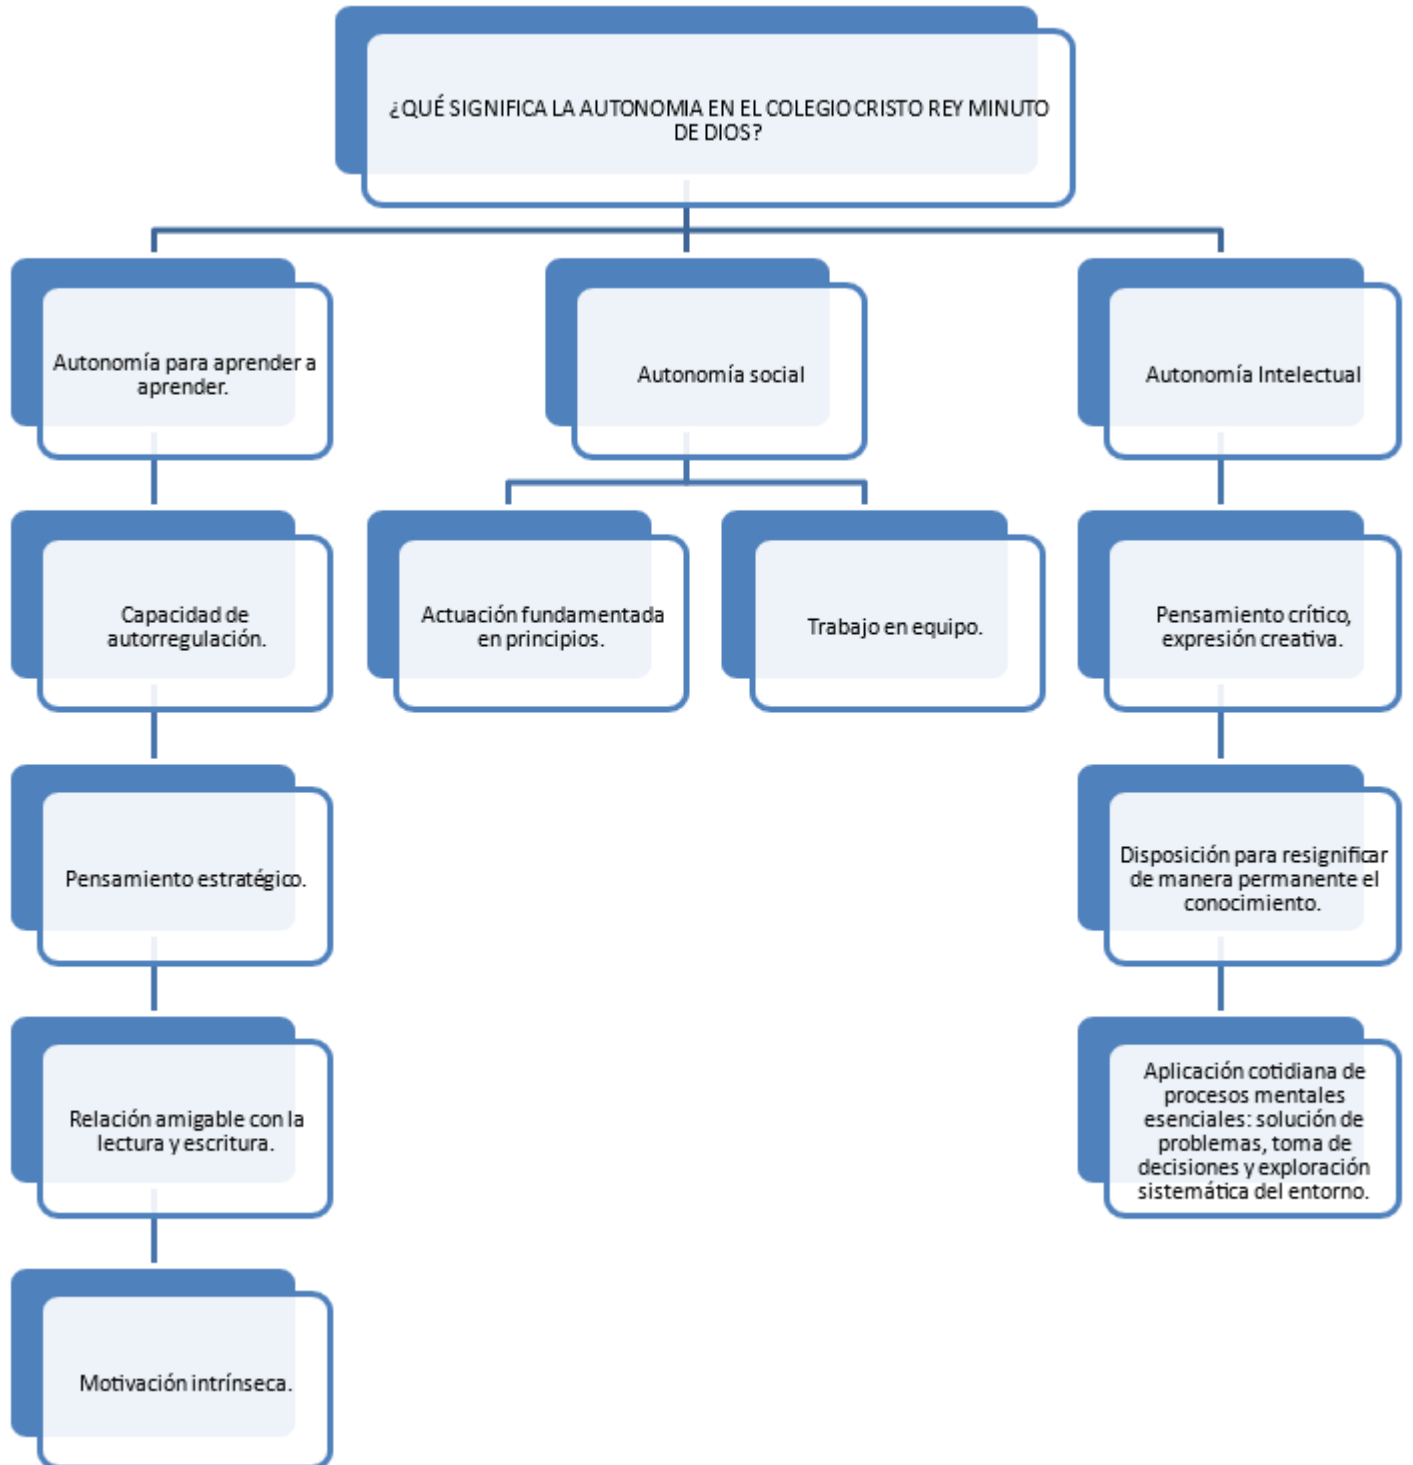 ¿QUÉ SIGNIFICA LA AUTONOMIA EN EL COLEGIO CRISTO REY MINUTO
DE DIOS?
Autonomía para aprender a
aprender.
Autonomía social
Autonomía Intelectual
Capacidad de
autorregulación.
Actuación fundamentada
en principios.
Trabajo en equipo.
Pensamiento crítico,
expresión creativa.
Pensamiento estratégico.
Disposición para resignificar
de manera permanente el
conocimiento.
Relación amigable con la
lectura y escritura.
Aplicación cotidiana de
procesos mentales
esenciales: solución de
problemas, toma de
decisiones y exploración
sistemática del entorno.
Motivación intrínseca.